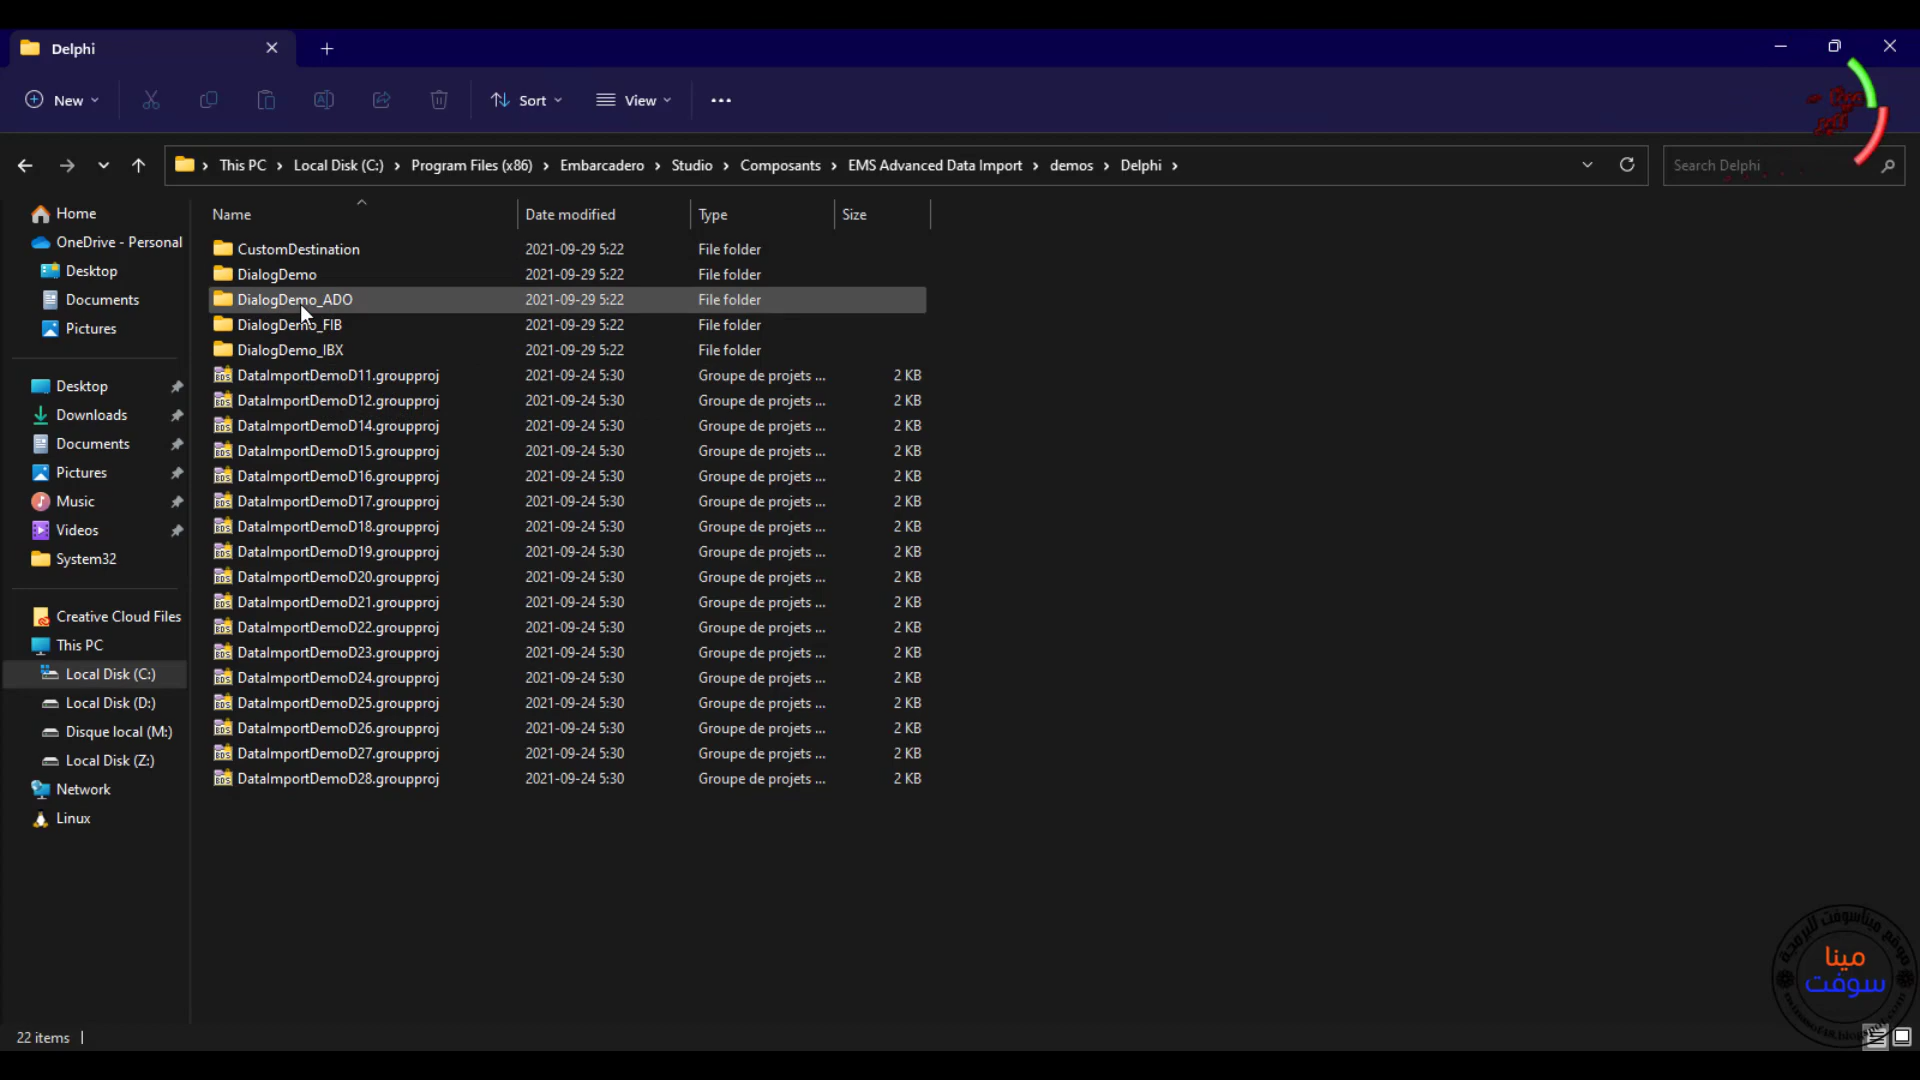 Delphi
New
Sort
View
This PC > Local Disk (C:) > Program Files (x86) > Embarcadero > Studio > Composants > EMS Advanced Data Import > demos > Delphi >
Search Delphi
Home
OneDrive - Personal
Desktop
Documents
Pictures
Desktop
Downloads
Documents
Pictures
Music
Videos
System32
Creative Cloud Files
This PC
Local Disk (C:)
Local Disk (D:)
Disque local (M:)
Local Disk (Z:)
Network
Linux
Name Date modified Type Size
CustomDestination 2021-09-29 5:22 File folder
DialogDemo 2021-09-29 5:22 File folder
DialogDemo_ADO 2021-09-29 5:22 File folder
DialogDemo_FIB 2021-09-29 5:22 File folder
DialogDemo_IBX 2021-09-29 5:22 File folder
DataImportDemoD11.groupproj 2021-09-24 5:30 Groupe de projets ... 2 KB
DataImportDemoD12.groupproj 2021-09-24 5:30 Groupe de projets ... 2 KB
DataImportDemoD14.groupproj 2021-09-24 5:30 Groupe de projets ... 2 KB
DataImportDemoD15.groupproj 2021-09-24 5:30 Groupe de projets ... 2 KB
DataImportDemoD16.groupproj 2021-09-24 5:30 Groupe de projets ... 2 KB
DataImportDemoD17.groupproj 2021-09-24 5:30 Groupe de projets ... 2 KB
DataImportDemoD18.groupproj 2021-09-24 5:30 Groupe de projets ... 2 KB
DataImportDemoD19.groupproj 2021-09-24 5:30 Groupe de projets ... 2 KB
DataImportDemoD20.groupproj 2021-09-24 5:30 Groupe de projets ... 2 KB
DataImportDemoD21.groupproj 2021-09-24 5:30 Groupe de projets ... 2 KB
DataImportDemoD22.groupproj 2021-09-24 5:30 Groupe de projets ... 2 KB
DataImportDemoD23.groupproj 2021-09-24 5:30 Groupe de projets ... 2 KB
DataImportDemoD24.groupproj 2021-09-24 5:30 Groupe de projets ... 2 KB
DataImportDemoD25.groupproj 2021-09-24 5:30 Groupe de projets ... 2 KB
DataImportDemoD26.groupproj 2021-09-24 5:30 Groupe de projets ... 2 KB
DataImportDemoD27.groupproj 2021-09-24 5:30 Groupe de projets ... 2 KB
DataImportDemoD28.groupproj 2021-09-24 5:30 Groupe de projets ... 2 KB
22 items
موقع ميناسوفت للبرمجة
مينا
سوفت